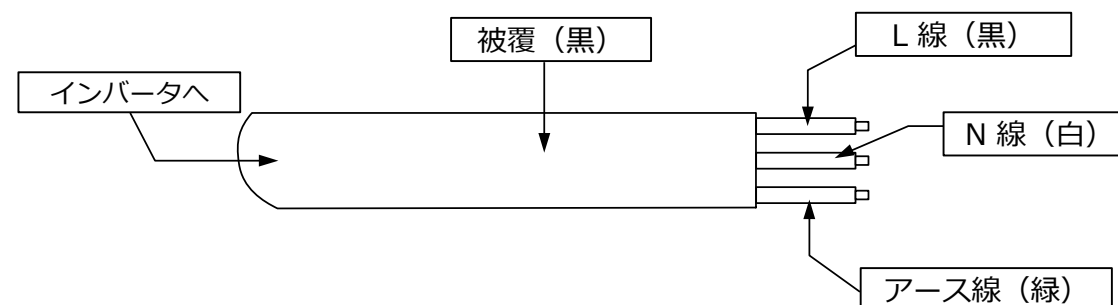 L 線（黒）
被覆（黒）
インバータへ
N 線（白）
アース線（緑）